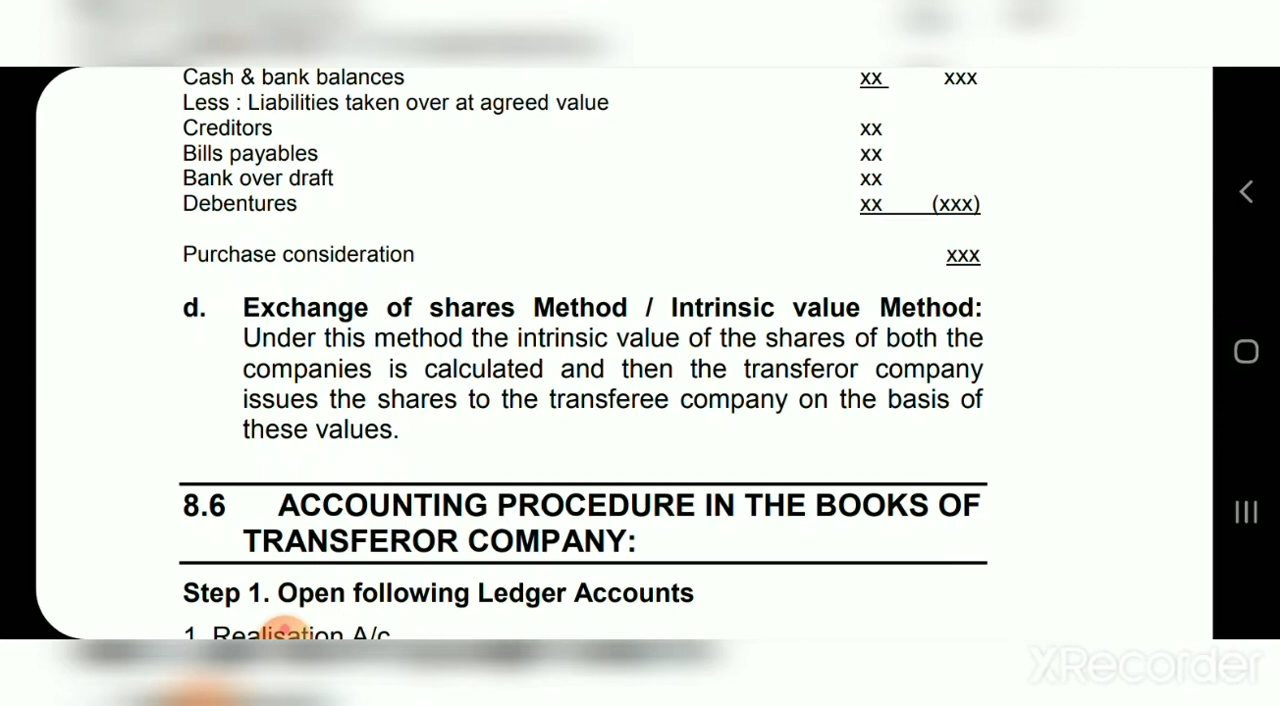 Cash & bank balances xx xxx
Less : Liabilities taken over at agreed value
Creditors xx
Bills payables xx
Bank over draft xx
Debentures xx (xxx)
Purchase consideration xxx
d. Exchange of shares Method / Intrinsic value Method:
Under this method the intrinsic value of the shares of both the
companies is calculated and then the transferor company
issues the shares to the transferee company on the basis of
these values.
8.6 ACCOUNTING PROCEDURE IN THE BOOKS OF
TRANSFEROR COMPANY:
Step 1. Open following Ledger Accounts
1. Realisation A/c
XRecorder